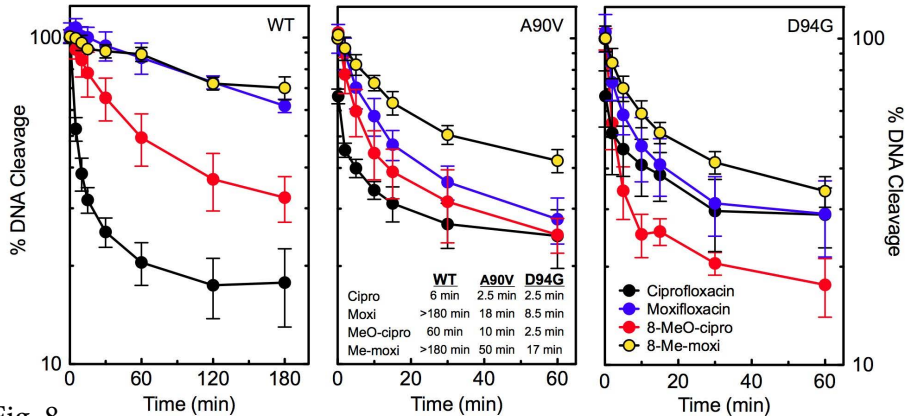 WT
A90V
D94G
100
10
% DNA Cleavage
0 60 120 180
Time (min)
0 20 40 60
Time (min)
0 20 40 60
Time (min)
100
10
% DNA Cleavage
WT A90V D94G
Cipro 6 min 2.5 min 2.5 min
Moxi >180 min 18 min 8.5 min
MeO-cipro 60 min 10 min 2.5 min
Me-moxi >180 min 50 min 17 min
Ciprofloxacin
Moxifloxacin
8-MeO-cipro
8-Me-moxi
Fig. 8